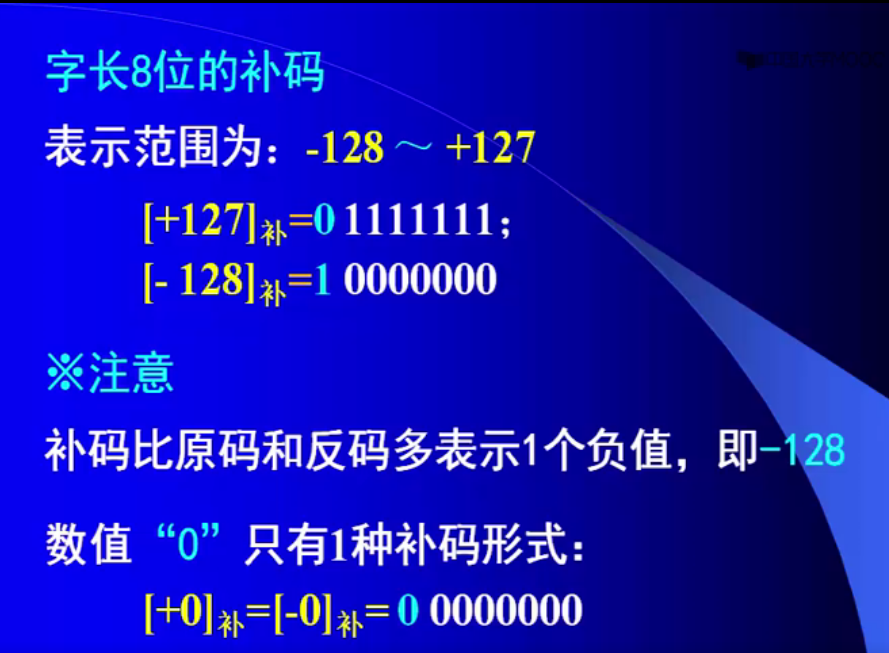 字长8位的补码
表示范围为：-128 ～ +127
[+127]补=0 1111111；
[- 128]补=1 0000000
※注意
补码比原码和反码多表示1个负值，即-128
数值“0”只有1种补码形式：
[+0]补=[-0]补= 0 0000000